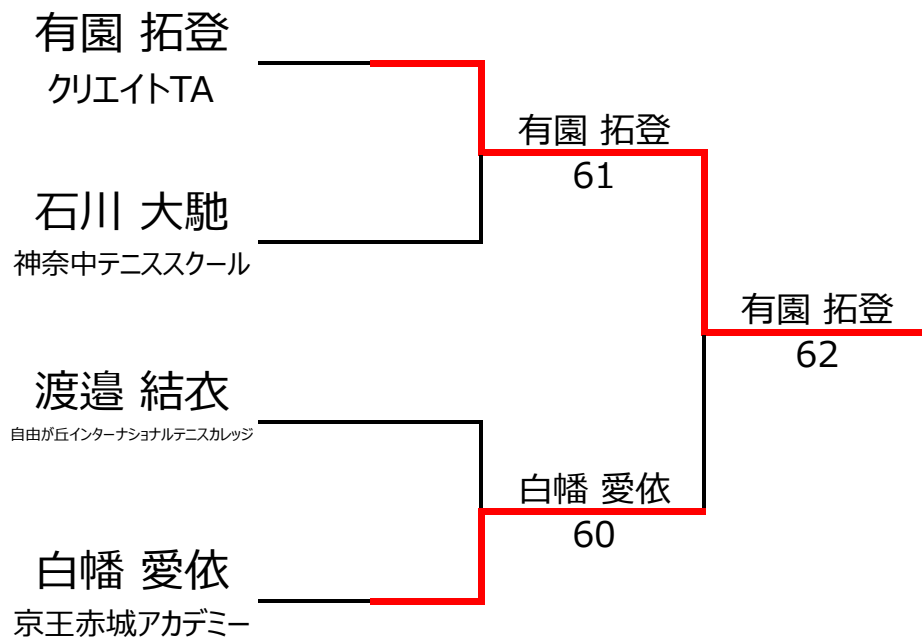 有園 拓登
クリエイトTA
有園 拓登
61
石川 大馳
神奈中テニススクール
有園 拓登
62
渡邉 結衣
自由が丘インターナショナルテニスカレッジ
白幡 愛依
60
白幡 愛依
京王赤城アカデミー